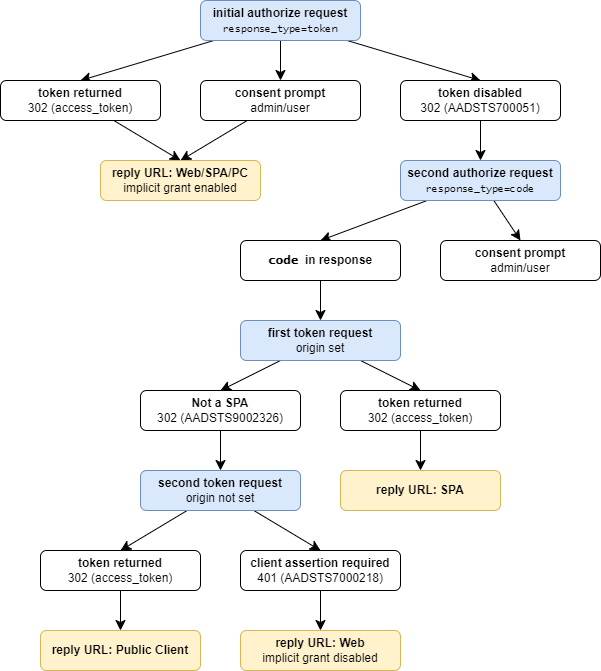 initial authorize request
response_type=token
token returned
302 (access_token)
consent prompt
admin/user
token disabled
302 (AADSTS700051)
reply URL: Web/SPA/PC
implicit grant enabled
second authorize request
response_type=code
code in response
consent prompt
admin/user
first token request
origin set
Not a SPA
302 (AADSTS9002326)
token returned
302 (access_token)
second token request
origin not set
reply URL: SPA
token returned
302 (access_token)
client assertion required
401 (AADSTS7000218)
reply URL: Public Client
reply URL: Web
implicit grant disabled